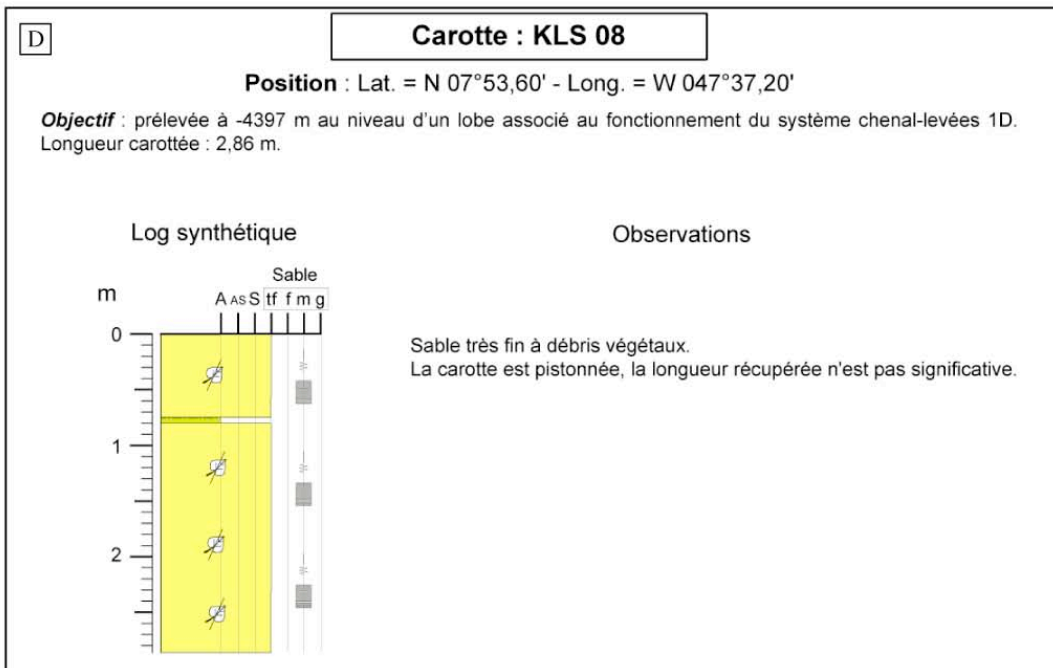 D
Carotte : KLS 08
Position : Lat. = N 07°53,60' - Long. = W 047°37,20'
Objectif : prélevée à -4397 m au niveau d'un lobe associé au fonctionnement du système chenal-levées 1D.
Longueur carottée : 2,86 m.
Log synthétique
Observations
Sable
m
A AS S tf f m g
0
Sable très fin à débris végétaux.
La carotte est pistonnée, la longueur récupérée n'est pas significative.
1
2